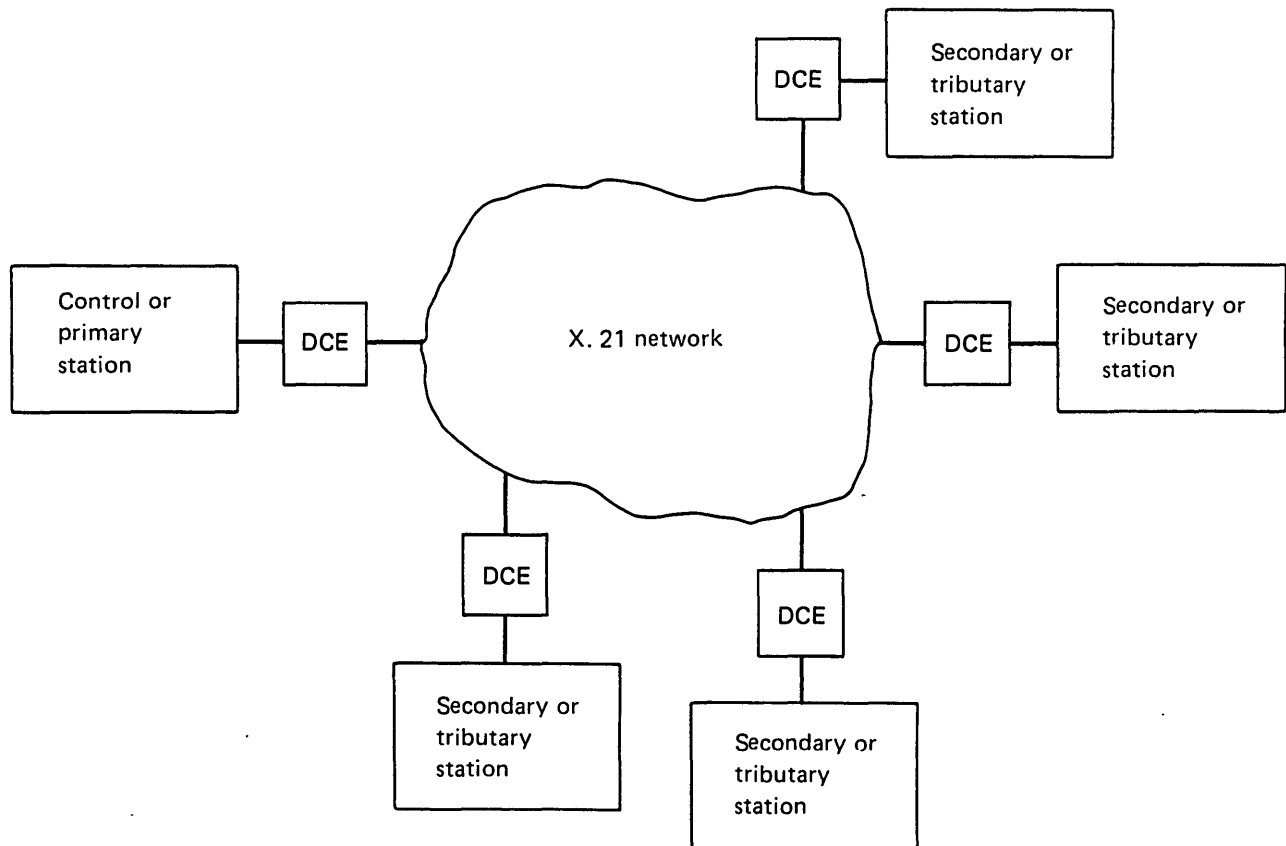 DCE
Secondary or
tributary
station
Control or
primary
station
DCE
X. 21 network
DCE
Secondary or
tributary
station
DCE
Secondary or
tributary
station
DCE
Secondary or
tributary
station